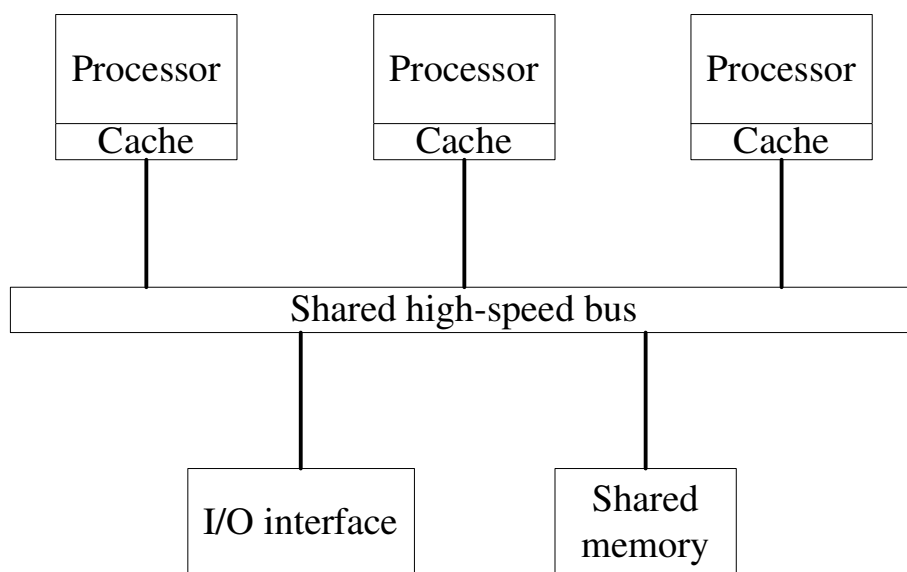 Processor
Processor
Processor
Cache
Cache
Cache
Shared high-speed bus
I/O interface
Shared
memory